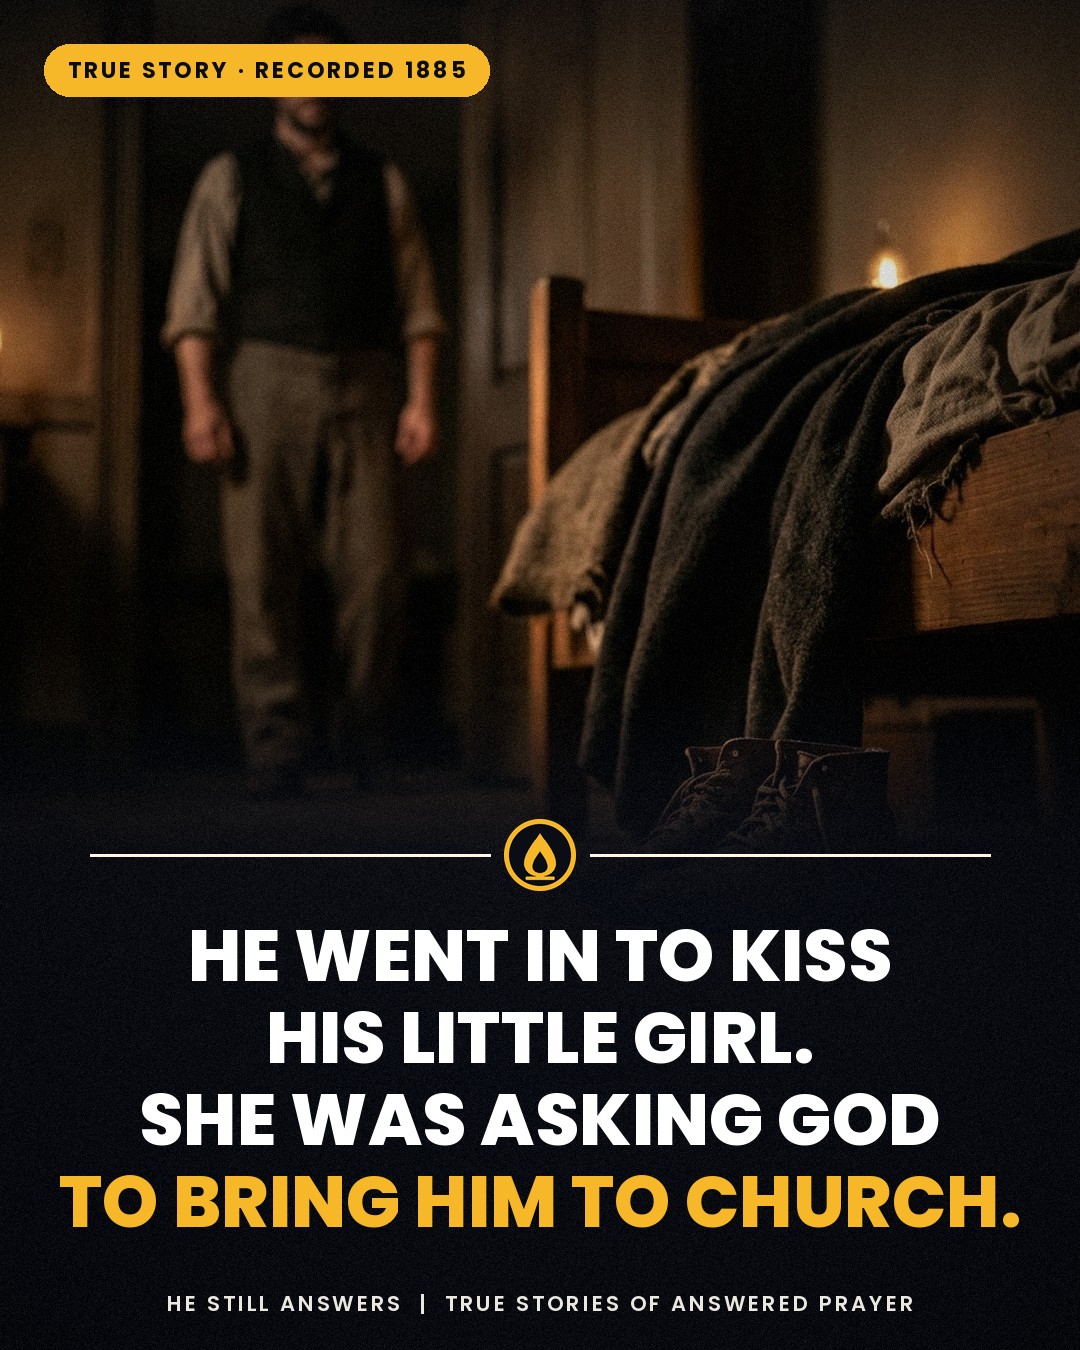 TRUE STORY · RECORDED 1885
HE WENT IN TO KISS
HIS LITTLE GIRL.
SHE WAS ASKING GOD
TO BRING HIM TO CHURCH.
HE STILL ANSWERS | TRUE STORIES OF ANSWERED PRAYER